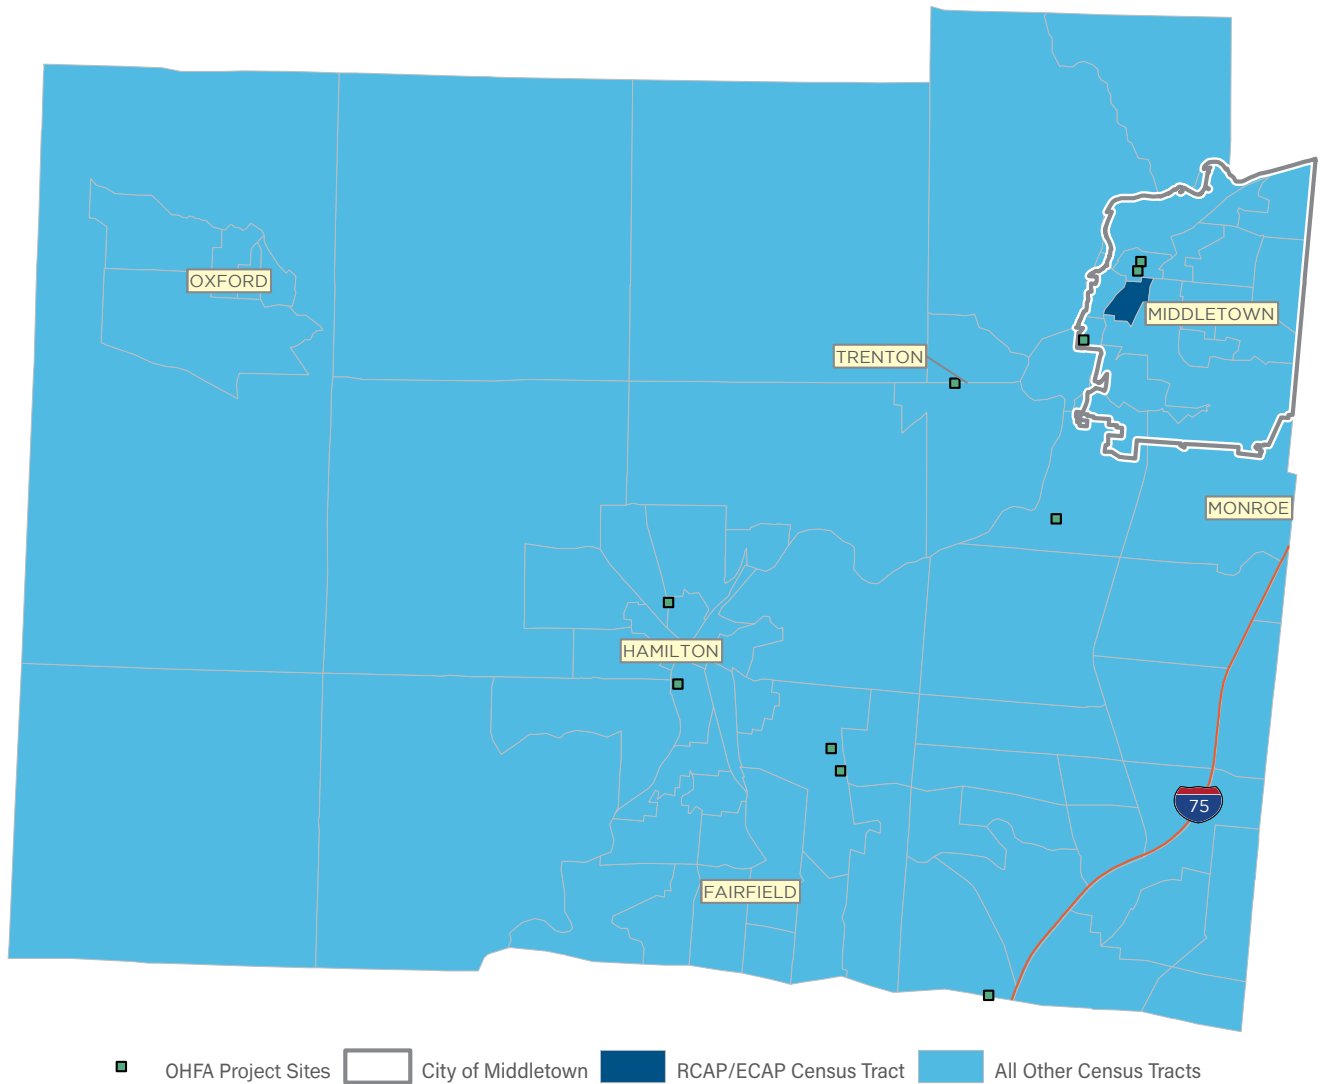 OXFORD
MIDDLETOWN
TRENTON
MONROE
HAMILTON
75
FAIRFIELD
OHFA Project Sites City of Middletown RCAP/ECAP Census Tract All Other Census Tracts